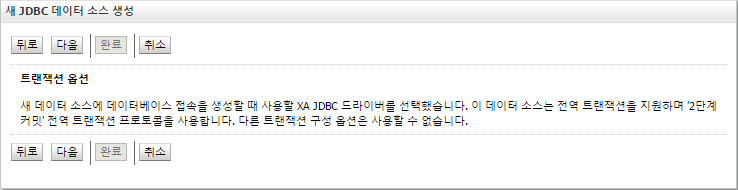 새 JDBC 데이터 소스 생성
뒤로 다음 완료 취소
트랜잭션 옵션
새 데이터 소스에 데이터베이스 접속을 생성할 때 사용할 XA JDBC 드라이버를 선택했습니다. 이 데이터 소스는 전역 트랜잭션을 지원하며 '2단계
커밋' 전역 트랜잭션 프로토콜을 사용합니다. 다른 트랜잭션 구성 옵션은 사용할 수 없습니다.
뒤로 다음 완료 취소